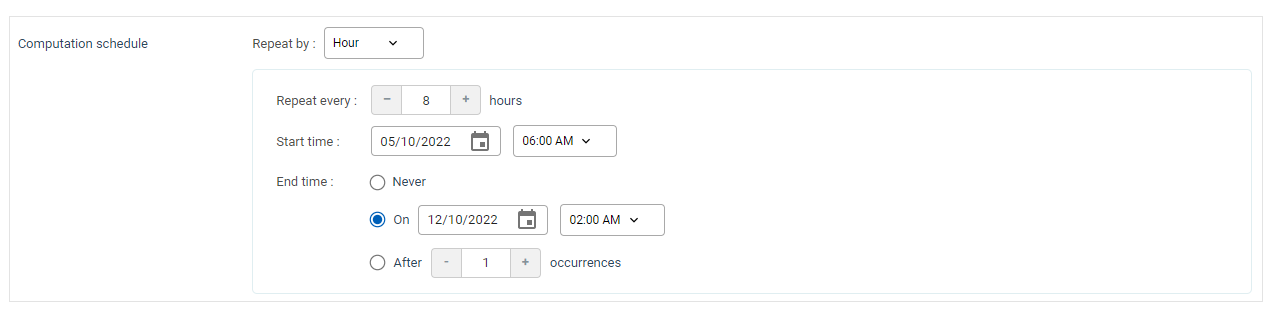 Computation schedule Repeat by : Hour
Repeat every : − 8 + hours
Start time : 05/10/2022 06:00 AM
End time : Never
On 12/10/2022 02:00 AM
After - 1 + occurrences